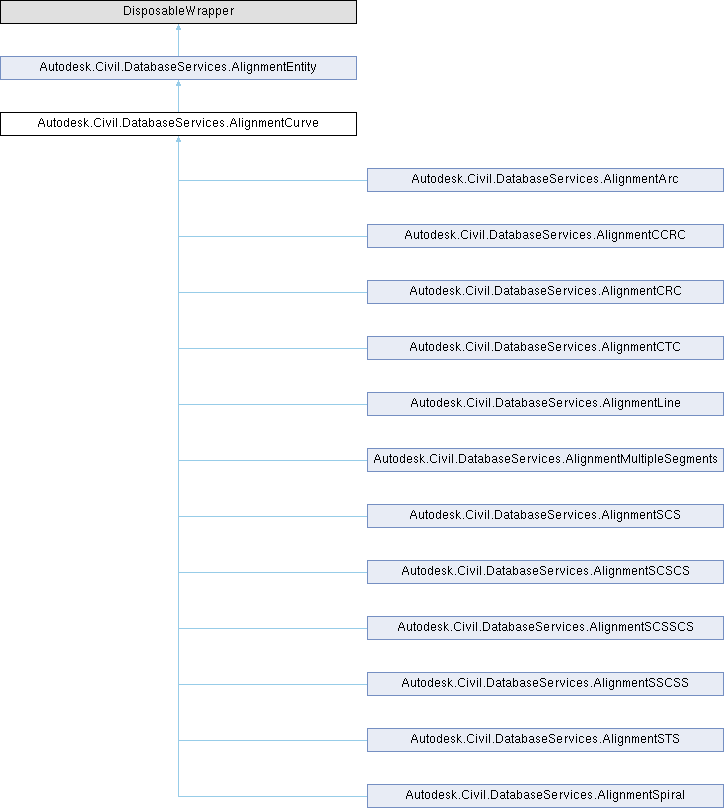 DisposableWrapper
Autodesk.Civil.DatabaseServices.AlignmentEntity
Autodesk.Civil.DatabaseServices.AlignmentCurve
Autodesk.Civil.DatabaseServices.AlignmentArc
Autodesk.Civil.DatabaseServices.AlignmentCCRC
Autodesk.Civil.DatabaseServices.AlignmentCRC
Autodesk.Civil.DatabaseServices.AlignmentCTC
Autodesk.Civil.DatabaseServices.AlignmentLine
Autodesk.Civil.DatabaseServices.AlignmentMultipleSegments
Autodesk.Civil.DatabaseServices.AlignmentSCS
Autodesk.Civil.DatabaseServices.AlignmentSCSCS
Autodesk.Civil.DatabaseServices.AlignmentSCSSCS
Autodesk.Civil.DatabaseServices.AlignmentSSCSS
Autodesk.Civil.DatabaseServices.AlignmentSTS
Autodesk.Civil.DatabaseServices.AlignmentSpiral